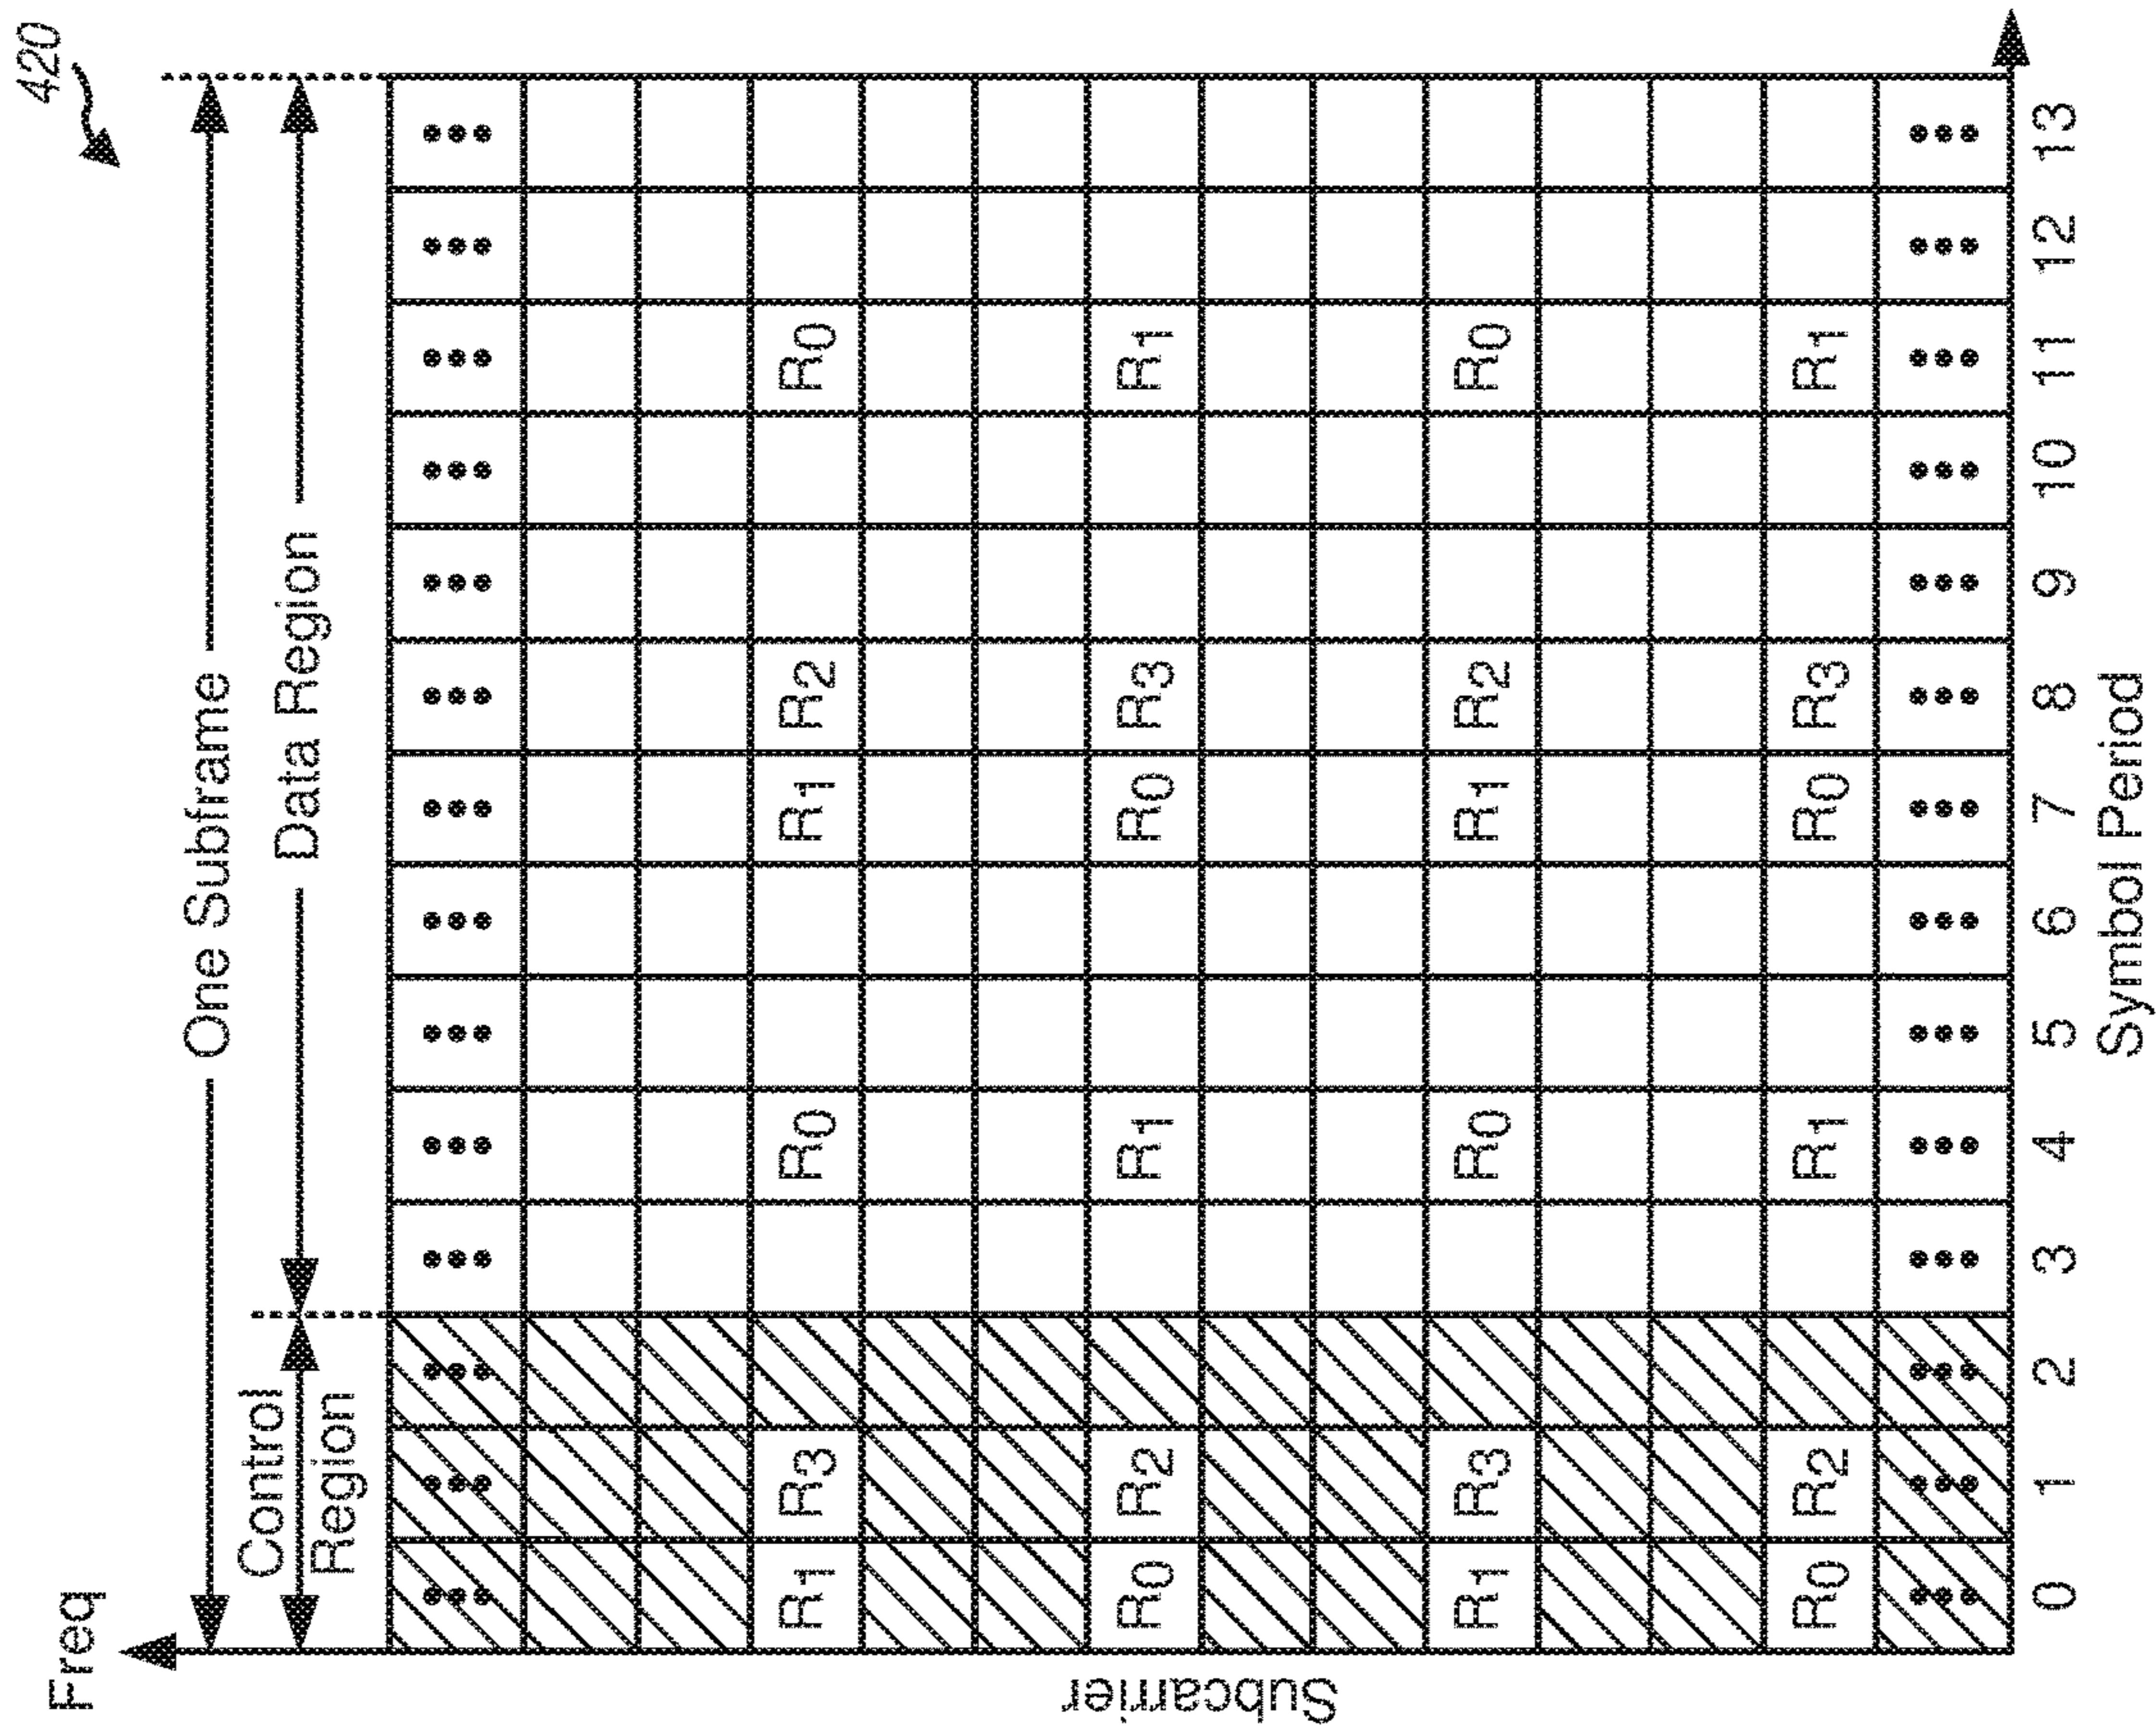 420
Freq
One Subframe
Control
Region
Data Region
Subcarrier
R1 R3 R0 R1 R2 R0
R0 R2 R1 R0 R3 R1
R1 R3 R0 R1 R2 R0
R0 R2 R1 R0 R3 R1
0 1 2 3 4 5 6 7 8 9 10 11 12 13
Symbol Period